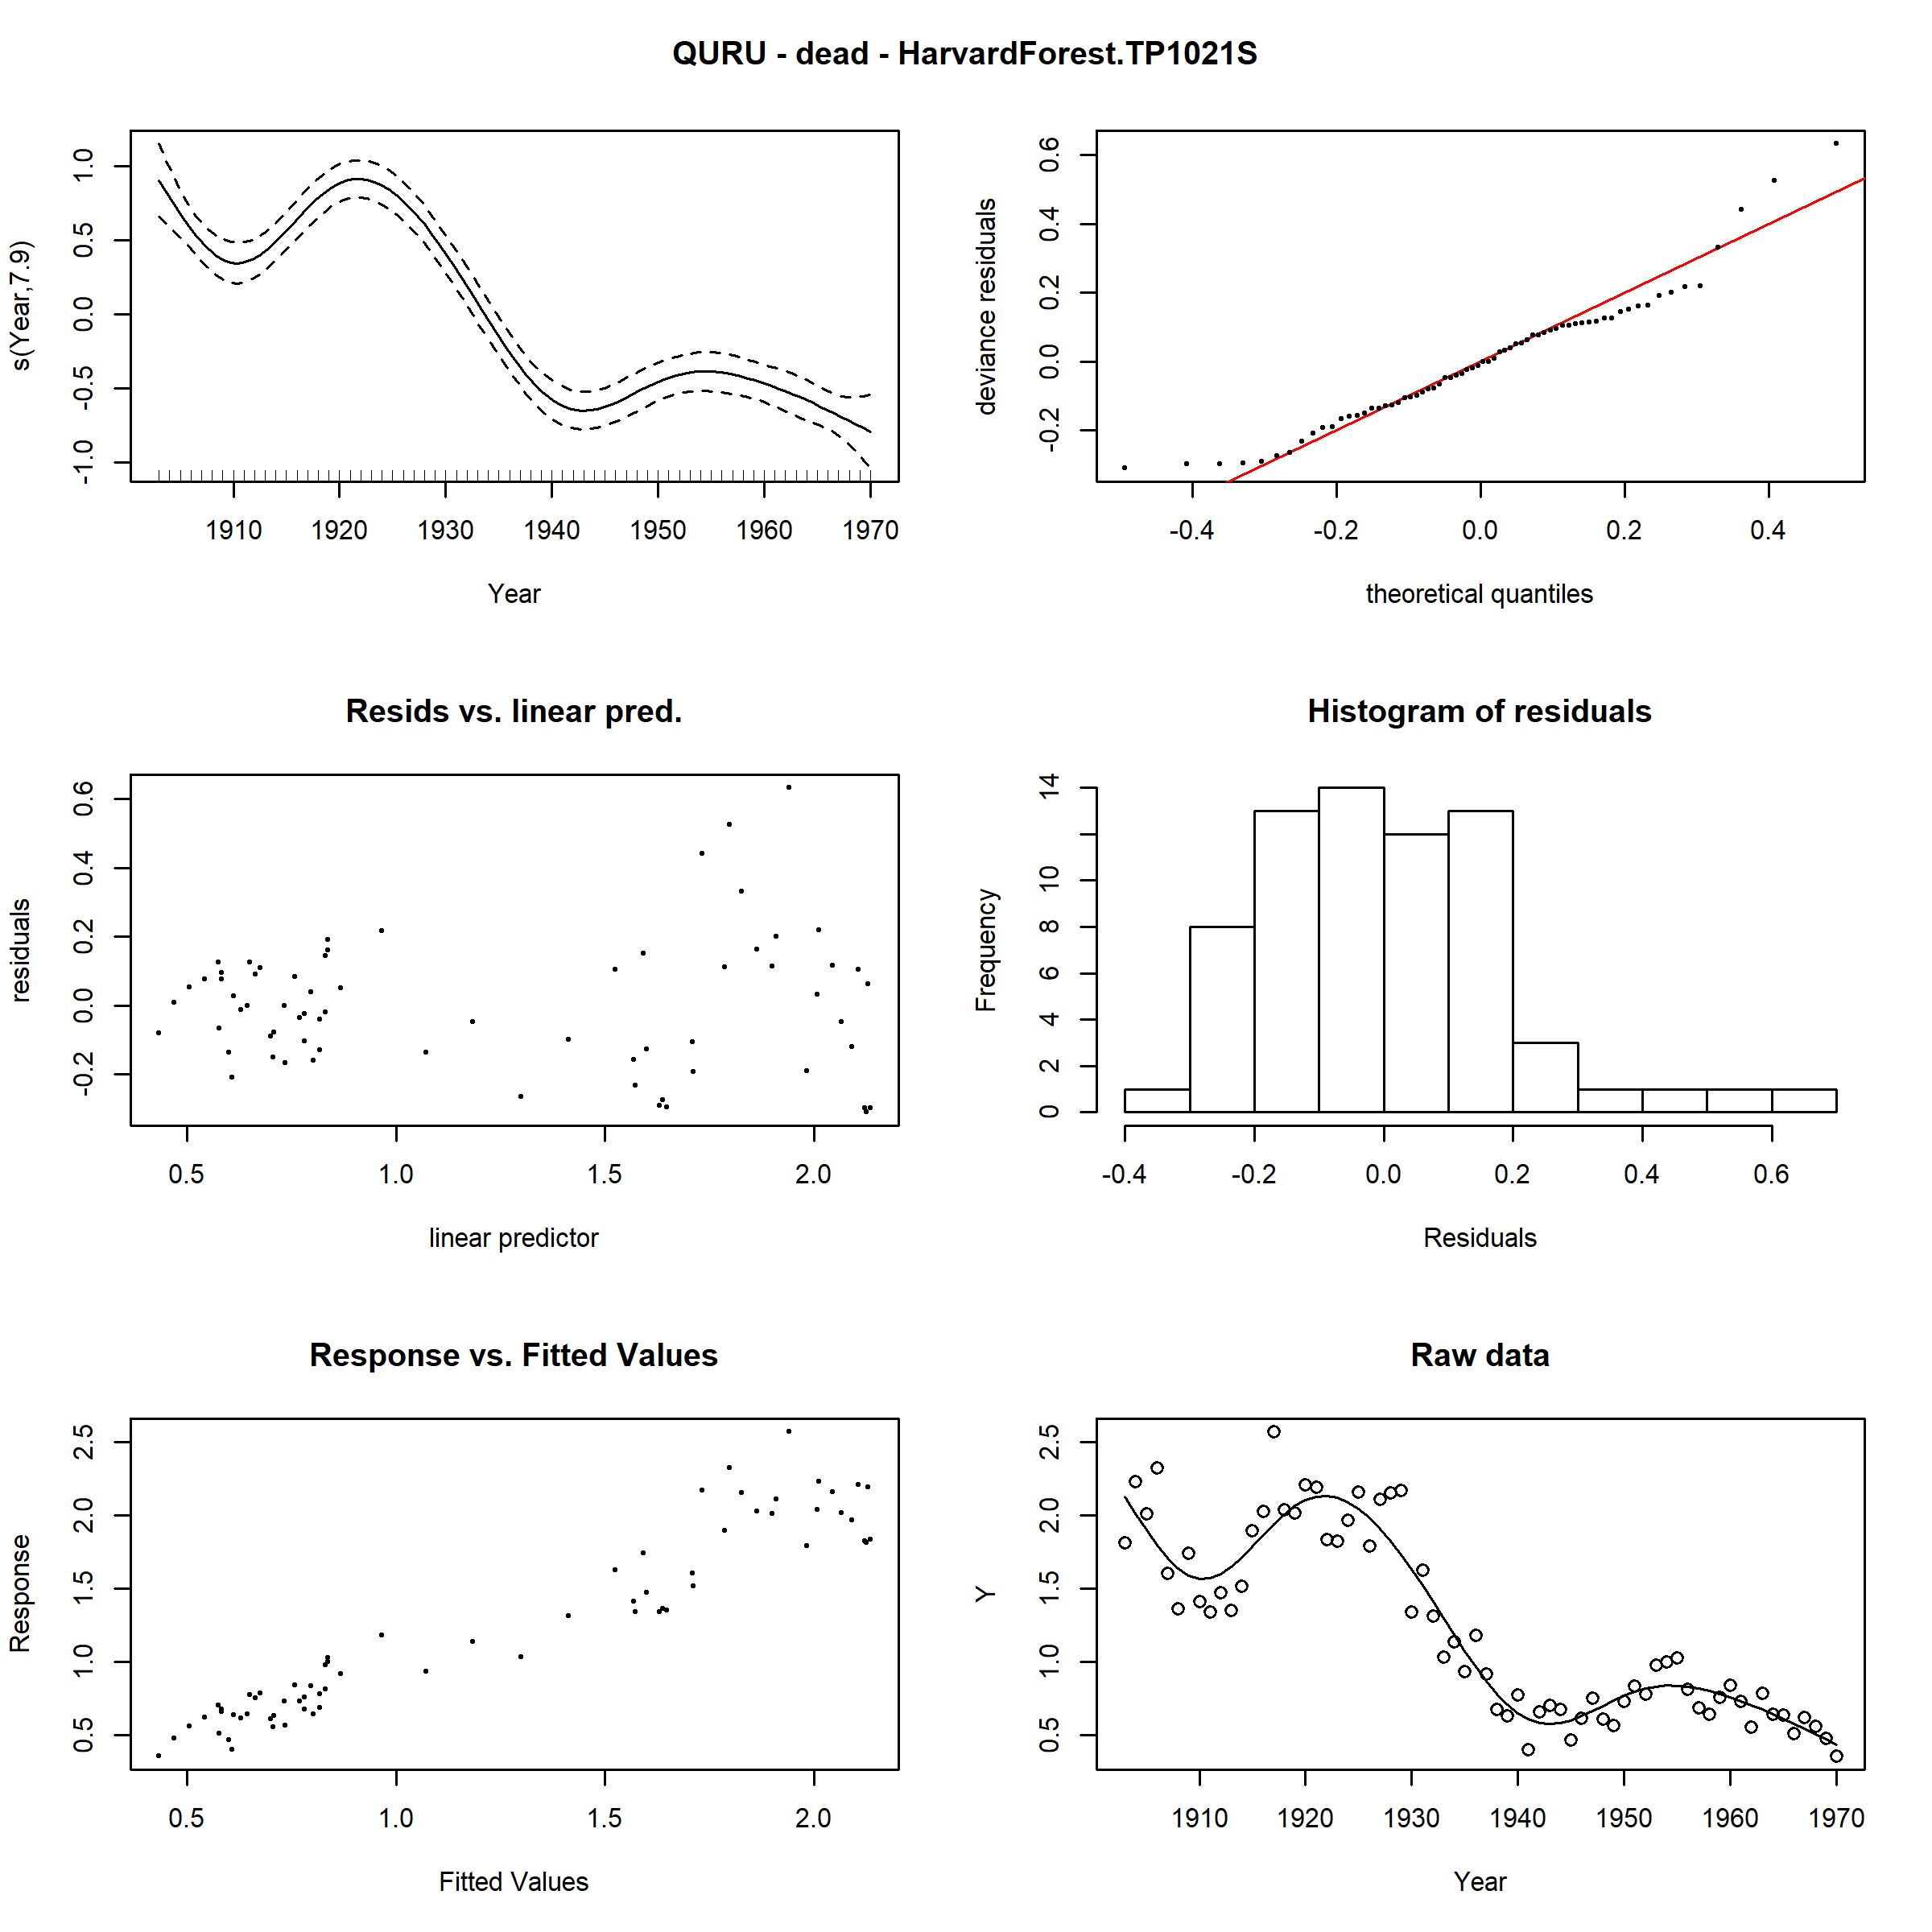 QURU - dead - HarvardForest.TP1021S
s(Year,7.9)
1.0
0.5
0.0
-0.5
-1.0
1910 1920 1930 1940 1950 1960 1970
Year
deviance residuals
0.6
0.4
0.2
0.0
-0.2
-0.4 -0.2 0.0 0.2 0.4
theoretical quantiles
Resids vs. linear pred.
residuals
0.6
0.4
0.2
0.0
-0.2
0.5 1.0 1.5 2.0
linear predictor
Histogram of residuals
Frequency
14
10
8
6
4
2
0
-0.4 -0.2 0.0 0.2 0.4 0.6
Residuals
Response vs. Fitted Values
Response
2.5
2.0
1.5
1.0
0.5
0.5 1.0 1.5 2.0
Fitted Values
Raw data
Y
2.5
2.0
1.5
1.0
0.5
1910 1920 1930 1940 1950 1960 1970
Year